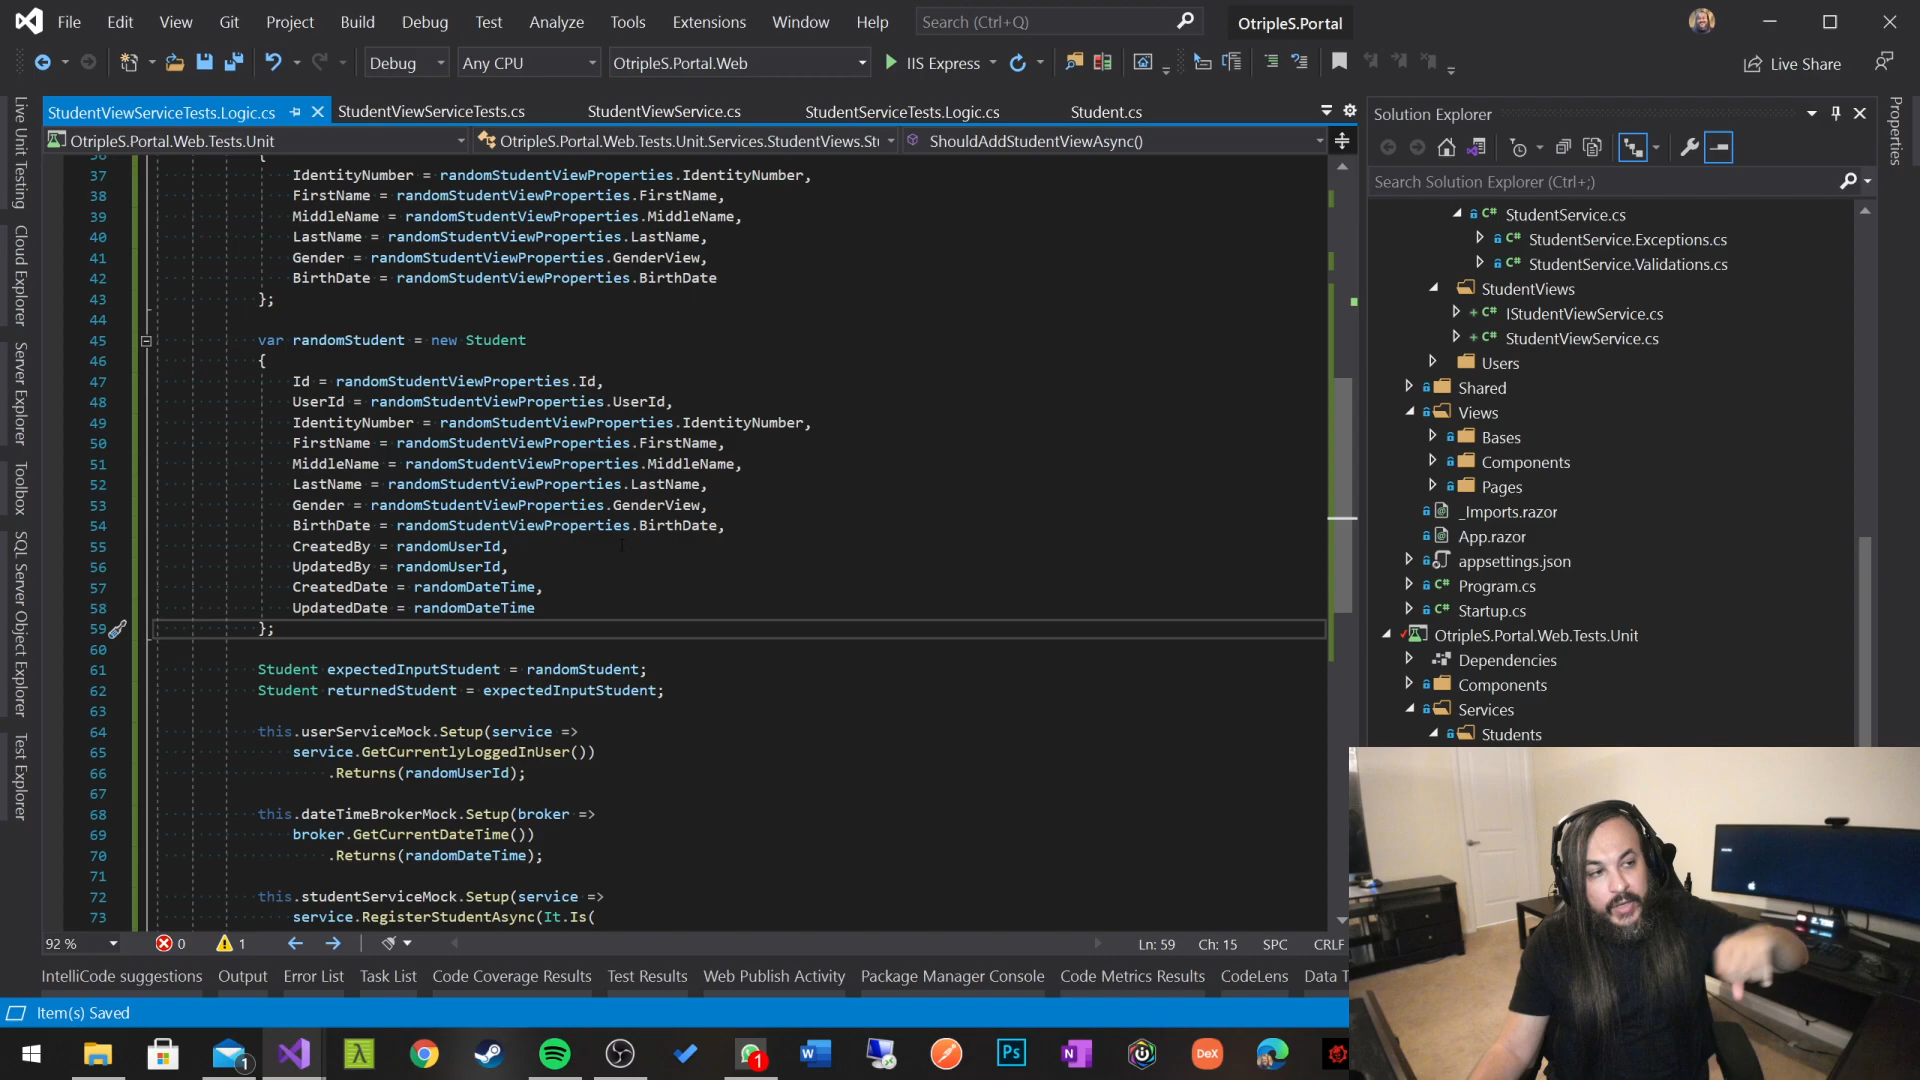 File Edit View Git Project Build Debug Test Analyze Tools Extensions Window Help Search (Ctrl+Q) OtripleS.Portal
Debug Any CPU OtripleS.Portal.Web IIS Express Live Share
StudentViewServiceTests.Logic.cs StudentViewServiceTests.cs StudentViewService.cs StudentServiceTests.Logic.cs Student.cs
OtripleS.Portal.Web.Tests.Unit OtripleS.Portal.Web.Tests.Unit.Services.StudentViews.St ShouldAddStudentViewAsync()
Live Unit Testing
Cloud Explorer
Server Explorer
Toolbox
SQL Server Object Explorer
Test Explorer
36 {
37 IdentityNumber = randomStudentViewProperties.IdentityNumber,
38 FirstName = randomStudentViewProperties.FirstName,
39 MiddleName = randomStudentViewProperties.MiddleName,
40 LastName = randomStudentViewProperties.LastName,
41 Gender = randomStudentViewProperties.GenderView,
42 BirthDate = randomStudentViewProperties.BirthDate
43 };
44
45 var randomStudent = new Student
46 {
47 Id = randomStudentViewProperties.Id,
48 UserId = randomStudentViewProperties.UserId,
49 IdentityNumber = randomStudentViewProperties.IdentityNumber,
50 FirstName = randomStudentViewProperties.FirstName,
51 MiddleName = randomStudentViewProperties.MiddleName,
52 LastName = randomStudentViewProperties.LastName,
53 Gender = randomStudentViewProperties.GenderView,
54 BirthDate = randomStudentViewProperties.BirthDate,
55 CreatedBy = randomUserId,
56 UpdatedBy = randomUserId,
57 CreatedDate = randomDateTime,
58 UpdatedDate = randomDateTime
59 };
60
61 Student expectedInputStudent = randomStudent;
62 Student returnedStudent = expectedInputStudent;
63
64 this.userServiceMock.Setup(service =>
65 service.GetCurrentlyLoggedInUser())
66 .Returns(randomUserId);
67
68 this.dateTimeBrokerMock.Setup(broker =>
69 broker.GetCurrentDateTime())
70 .Returns(randomDateTime);
71
72 this.studentServiceMock.Setup(service =>
73 service.RegisterStudentAsync(It.Is(
92 % 0 1 Ln: 59 Ch: 15 SPC CRLF
IntelliCode suggestions Output Error List Task List Code Coverage Results Test Results Web Publish Activity Package Manager Console Code Metrics Results CodeLens Data T
Item(s) Saved
Solution Explorer
Search Solution Explorer (Ctrl+;)
C# StudentService.cs
C# StudentService.Exceptions.cs
C# StudentService.Validations.cs
StudentViews
C# IStudentViewService.cs
C# StudentViewService.cs
Users
Shared
Views
Bases
Components
Pages
_Imports.razor
App.razor
appsettings.json
C# Program.cs
C# Startup.cs
OtripleS.Portal.Web.Tests.Unit
Dependencies
Components
Services
Students
Properties
1 1 W Ps N DeX